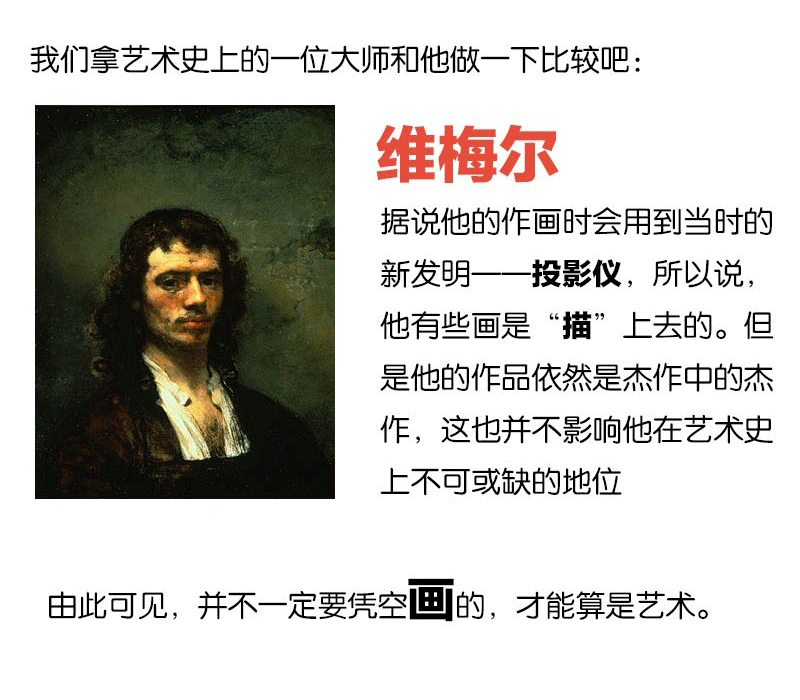 我们拿艺术史上的一位大师和他做一下比较吧：
维梅尔
据说他的作画时会用到当时的
新发明——投影仪，所以说，
他有些画是“描”上去的。但
是他的作品依然是杰作中的杰
作，这也并不影响他在艺术史
上不可或缺的地位
由此可见，并不一定要凭空画的，才能算是艺术。